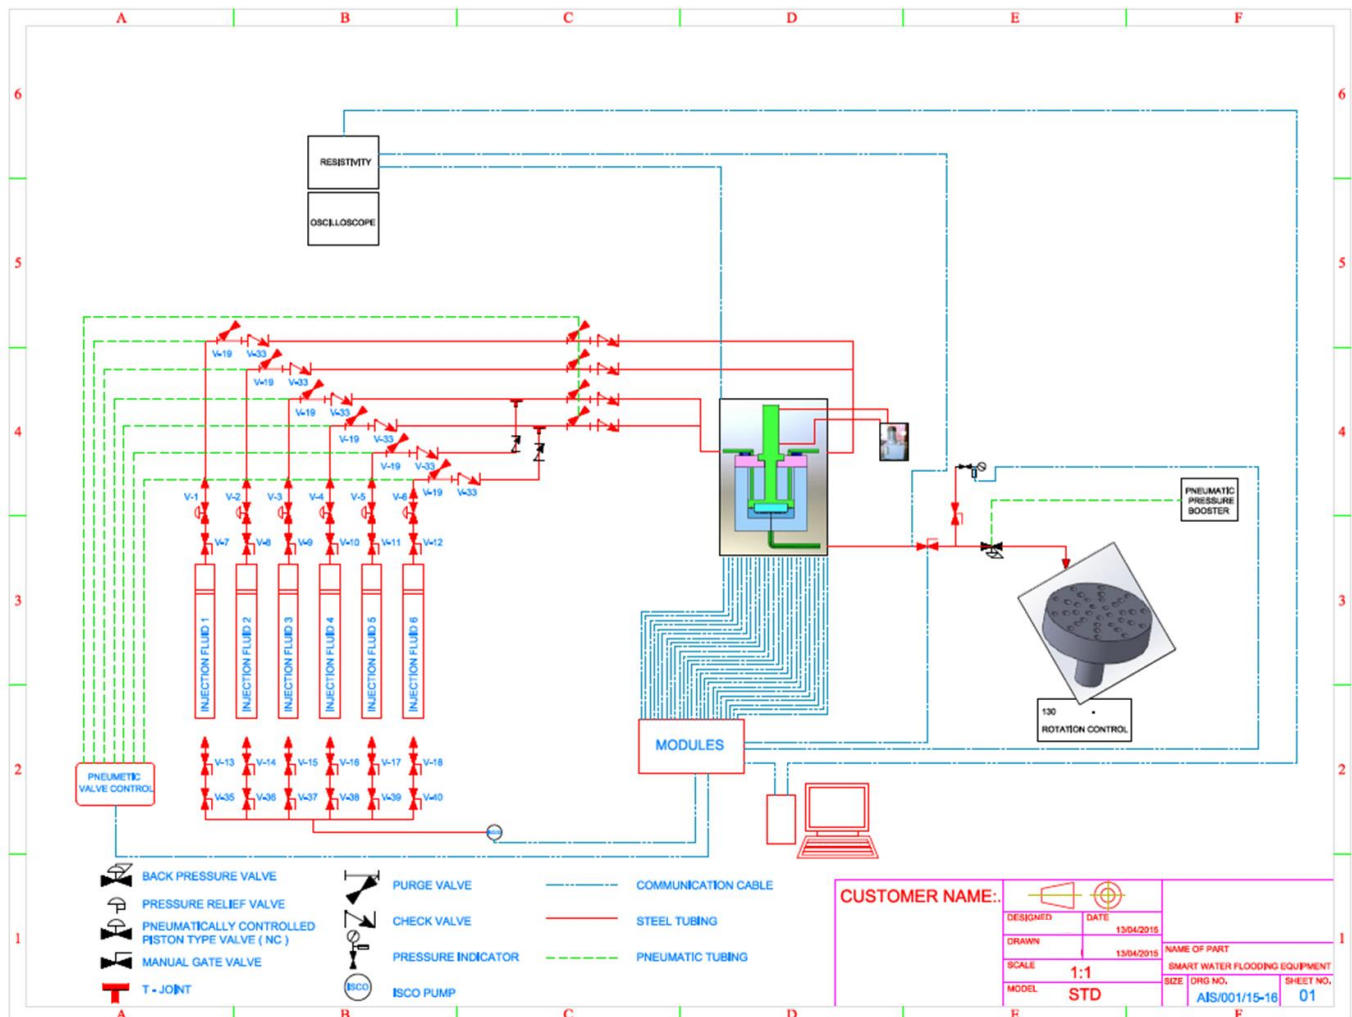 A B C D E F
6 6
RESISTIVITY
OSCILLOSCOPE
5 5
V-19 V-33
V-19 V-33
V-19 V-33
V-19 V-33
V-19 V-33
V-19 V-33
4 4
V-1 V-2 V-3 V-4 V-5 V-6
V-7 V-8 V-9 V-10 V-11 V-12
PNEUMATIC
PRESSURE
BOOSTER
3 3
INJECTION FLUID 1
INJECTION FLUID 2
INJECTION FLUID 3
INJECTION FLUID 4
INJECTION FLUID 5
INJECTION FLUID 6
130
ROTATION CONTROL
MODULES
2 2
V-13 V-14 V-15 V-16 V-17 V-18
V-35 V-36 V-37 V-38 V-39 V-40
PNEUMETIC
VALVE CONTROL
BACK PRESSURE VALVE
PRESSURE RELIEF VALVE
PNEUMATICALLY CONTROLLED
PISTON TYPE VALVE ( NC )
MANUAL GATE VALVE
T - JOINT
PURGE VALVE
CHECK VALVE
PRESSURE INDICATOR
ISCO
ISCO PUMP
COMMUNICATION CABLE
STEEL TUBING
PNEUMATIC TUBING
1 1
CUSTOMER NAME:.
DESIGNED DATE
13/04/2015
DRAWN
13/04/2015
SCALE
1:1
MODEL
STD
NAME OF PART
SMART WATER FLOODING EQUIPMENT
SIZE DRG NO. SHEET NO.
AIS/001/15-16 01
A B C D E F